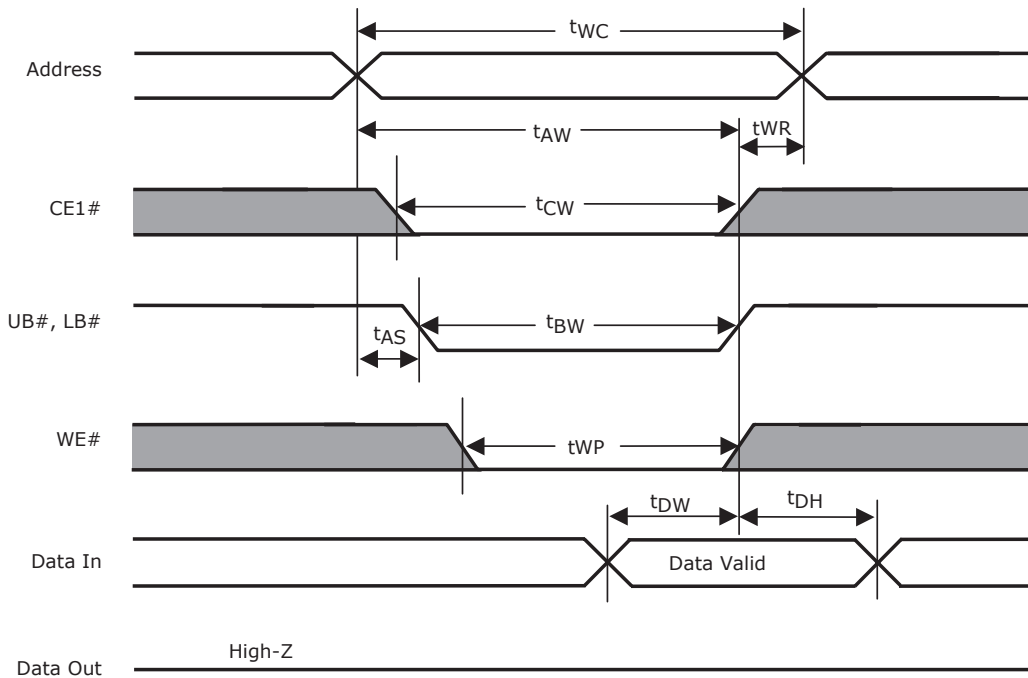 tWC
Address
tAW
tWR
CE1#
tCW
UB#, LB#
tBW
tAS
WE#
tWP
tDW
tDH
Data In
Data Valid
High-Z
Data Out